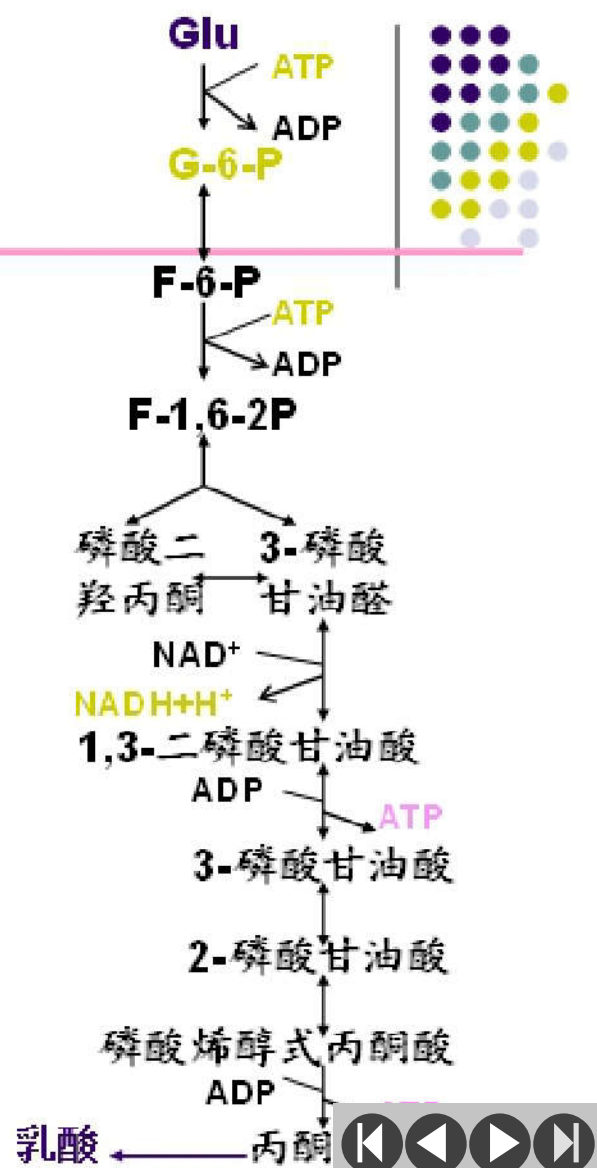 Glu
ATP
ADP
G-6-P
F-6-P
ATP
ADP
F-1,6-2P
磷酸二
羟丙酮
3-磷酸
甘油醛
NAD⁺
NADH+H⁺
1,3-二磷酸甘油酸
ADP
ATP
3-磷酸甘油酸
2-磷酸甘油酸
磷酸烯醇式丙酮酸
ADP
乳酸
丙酮